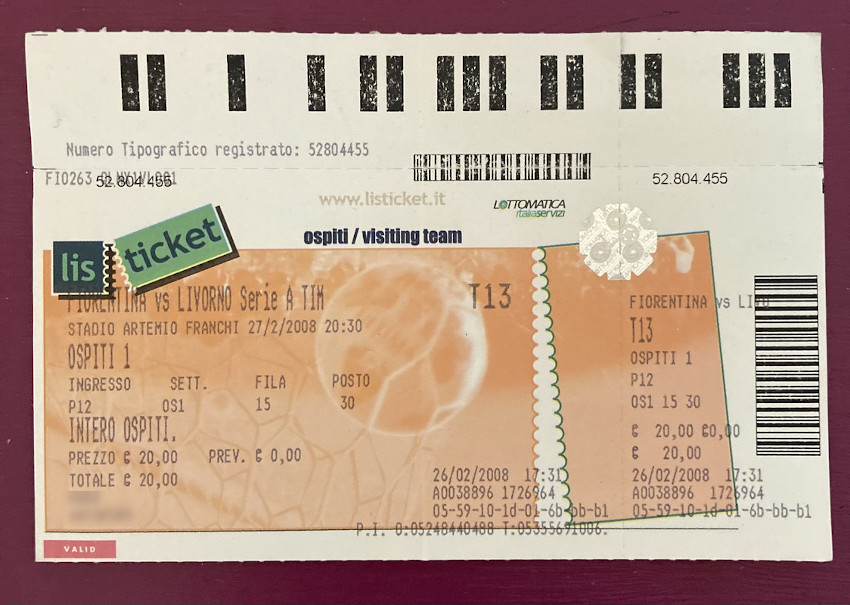 Numero Tipografico registrato: 52804455
FIO263
52.804.455
52.804.455
www.listicket.it
LOTTOMATICA
italiaservizi
ospiti / visiting team
lis ticket
FIORENTINA vs LIVORNO Serie A TIM
T13
STADIO ARTEMIO FRANCHI 27/2/2008 20:30
OSPITI 1
INGRESSO SETT. FILA POSTO
P12 OS1 15 30
INTERO OSPITI.
PREZZO € 20,00 PREV. € 0,00
TOTALE € 20,00
26/02/2008 17:31
A0038896 1726964
05-59-10-1d-01-6b-bb-b1
P.I. 0:05248440488 T:05355691006.
FIORENTINA vs LIVO
T13
OSPITI 1
P12
OS1 15 30
€ 20,00 €0,00
€ 20,00
26/02/2008 17:31
A0038896 1726964
05-59-10-1d-01-6b-bb-b1
VALID